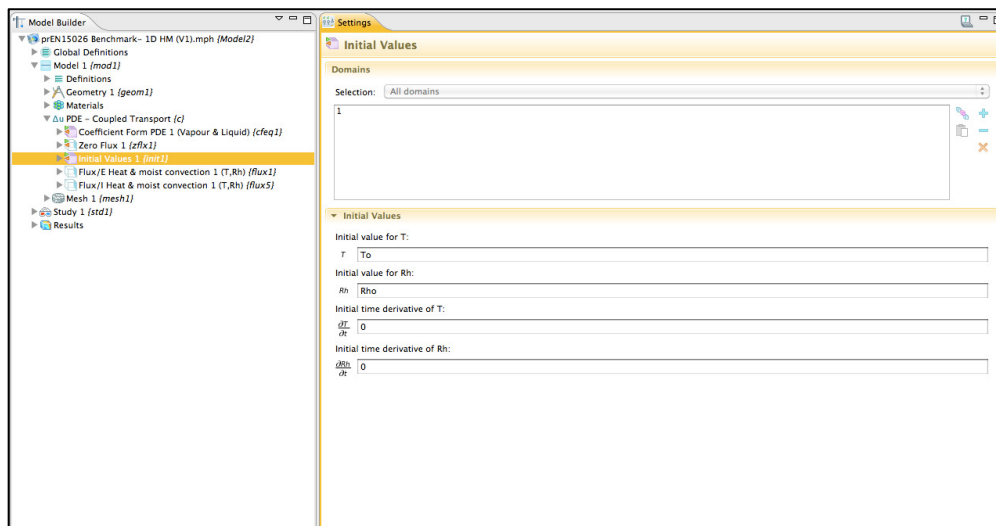 Model Builder
prEN15026 Benchmark- 1D HM (V1).mph {Model2}
Global Definitions
Model 1 {mod1}
Definitions
Geometry 1 {geom1}
Materials
Δu PDE - Coupled Transport {c}
Coefficient Form PDE 1 (Vapour & Liquid) {cfeq1}
Zero Flux 1 {zflx1}
Initial Values 1 {init1}
Flux/E Heat & moist convection 1 (T,Rh) {flux1}
Flux/I Heat & moist convection 1 (T,Rh) {flux5}
Mesh 1 {mesh1}
Study 1 {std1}
Results
Settings
Initial Values
Domains
Selection: All domains
1
Initial Values
Initial value for T:
T To
Initial value for Rh:
Rh Rho
Initial time derivative of T:
∂T/∂t 0
Initial time derivative of Rh:
∂Rh/∂t 0